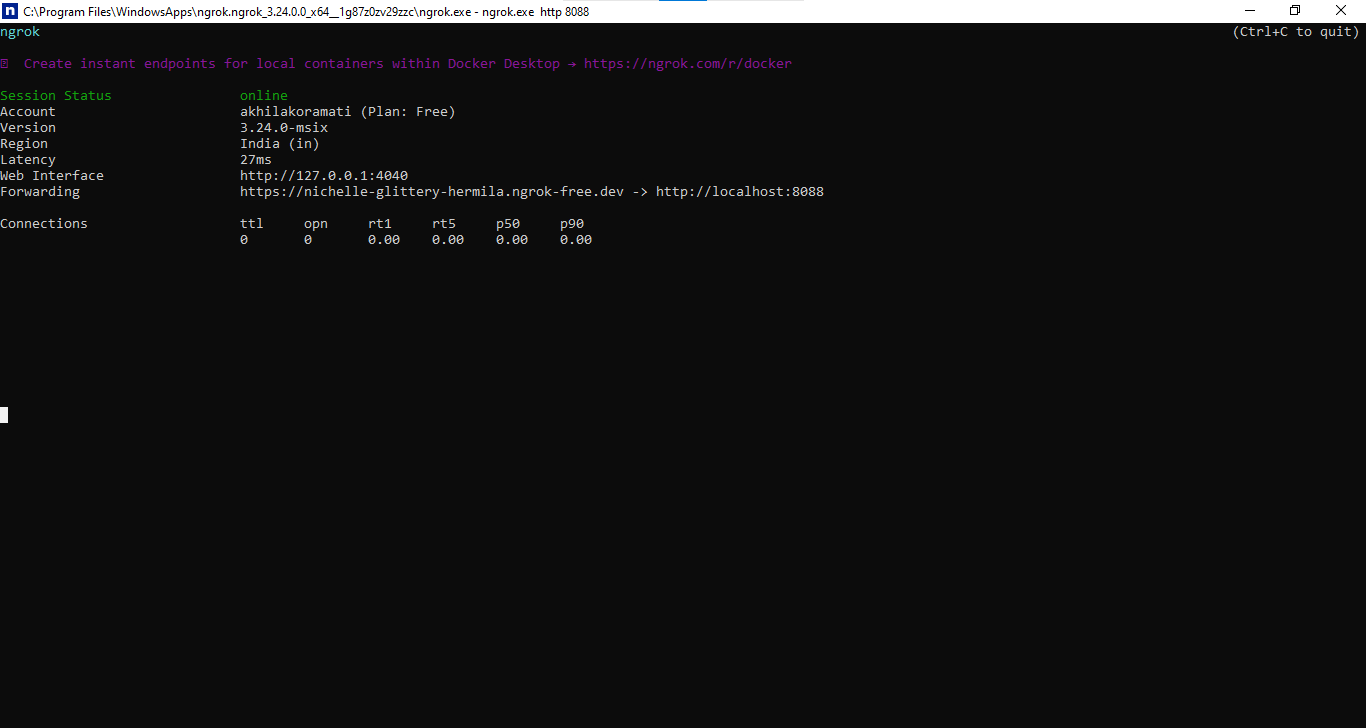 C:\Program Files\WindowsApps\ngrok.ngrok_3.24.0.0_x64__1g87z0zv29zzc\ngrok.exe - ngrok.exe http 8088
ngrok (Ctrl+C to quit)
Create instant endpoints for local containers within Docker Desktop → https://ngrok.com/r/docker
Session Status online
Account akhilakoramati (Plan: Free)
Version 3.24.0-msix
Region India (in)
Latency 27ms
Web Interface http://127.0.0.1:4040
Forwarding https://nichelle-glittery-hermila.ngrok-free.dev -> http://localhost:8088
Connections ttl opn rt1 rt5 p50 p90
0 0 0.00 0.00 0.00 0.00